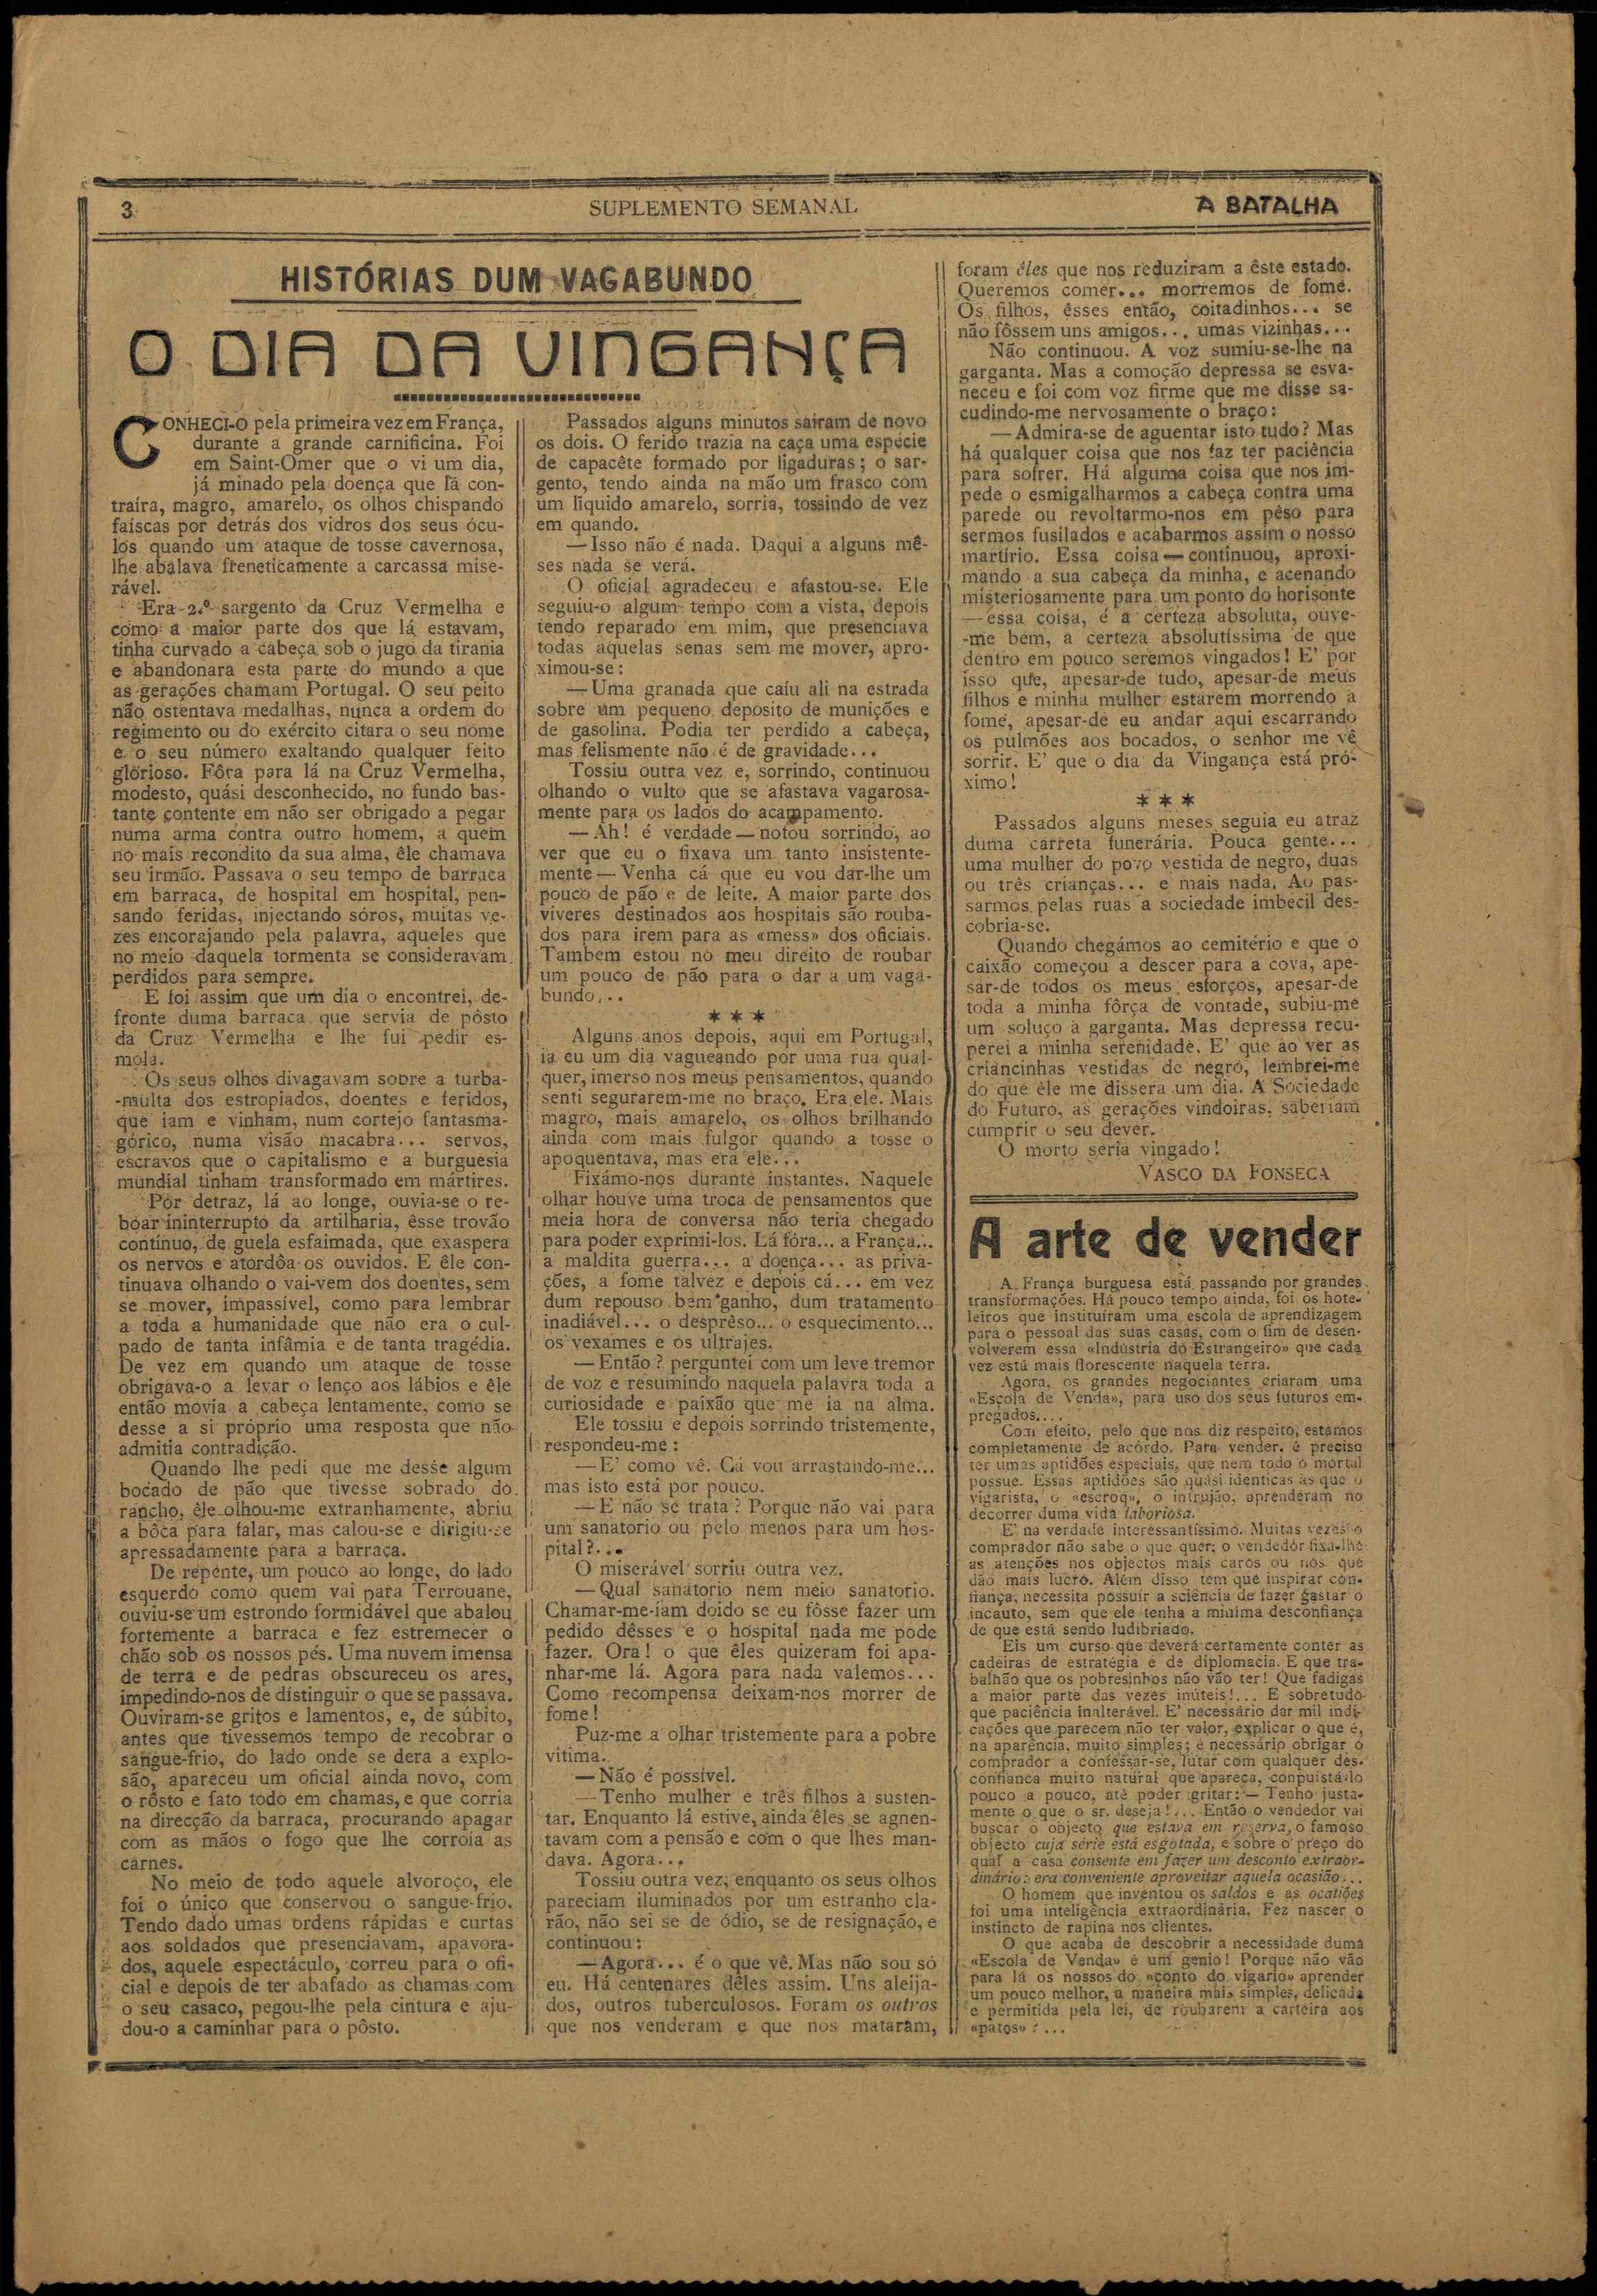 3
SUPLEMENTO SEMANAL
A BATALHA
HISTÓRIAS DUM VAGABUNDO
O DIA DA VINGANÇA
CONHECI-O pela primeira vez em França,
durante a grande carnificina. Foi
em Saint-Omer que o vi um dia,
já minado pela doença que lá con-
traíra, magro, amarelo, os olhos chispando
faíscas por detrás dos vidros dos seus ócu-
los quando um ataque de tosse cavernosa,
lhe abalava freneticamente a carcassa mise-
rável.
Era 2.º sargento da Cruz Vermelha e
como a maior parte dos que lá estavam,
tinha curvado a cabeça sob o jugo da tirania
e abandonara esta parte do mundo a que
as gerações chamam Portugal. O seu peito
não ostentava medalhas, nunca a ordem do
regimento ou do exército citara o seu nome
e o seu número exaltando qualquer feito
glorioso. Fôra para lá na Cruz Vermelha,
modesto, quási desconhecido, no fundo bas-
tante contente em não ser obrigado a pegar
numa arma contra outro homem, a quem
no mais recondito da sua alma, êle chamava
seu irmão. Passava o seu tempo de barraca
em barraca, de hospital em hospital, pen-
sando feridas, injectando sóros, muitas ve-
zes encorajando pela palavra, aqueles que
no meio daquela tormenta se consideravam
perdidos para sempre.
E foi assim que um dia o encontrei, de-
fronte duma barraca que servia de pôsto
da Cruz Vermelha e lhe fui pedir es-
mola.
Os seus olhos divagavam sobre a turba-
-multa dos estropiados, doentes e feridos,
que iam e vinham, num cortejo fantasma-
górico, numa visão macabra... servos,
escravos que o capitalismo e a burguesia
mundial tinham transformado em mártires.
Por detraz, lá ao longe, ouvia-se o re-
boar ininterrupto da artilharia, êsse trovão
contínuo, de guela esfaimada, que exaspera
os nervos e atordôa os ouvidos. E êle con-
tinuava olhando o vai-vem dos doentes, sem
se mover, impassível, como para lembrar
a toda a humanidade que não era o cul-
pado de tanta infâmia e de tanta tragédia.
De vez em quando um ataque de tosse
obrigava-o a levar o lenço aos lábios e êle
então movia a cabeça lentamente, como se
desse a si próprio uma resposta que não
admitia contradição.
Quando lhe pedi que me desse algum
bocado de pão que tivesse sobrado do
rancho, êle olhou-me extranhamente, abriu
a bôca para falar, mas calou-se e dirigiu-se
apressadamente para a barraca.
De repente, um pouco ao longe, do lado
esquerdo como quem vai para Terrouane,
ouviu-se um estrondo formidável que abalou
fortemente a barraca e fez estremecer o
chão sob os nossos pés. Uma nuvem imensa
de terra e de pedras obscureceu os ares,
impedindo-nos de distinguir o que se passava.
Ouviram-se gritos e lamentos, e, de súbito,
antes que tivessemos tempo de recobrar o
sangue-frio, do lado onde se dera a explo-
são, apareceu um oficial ainda novo, com
o rôsto e fato todo em chamas, e que corria
na direcção da barraca, procurando apagar
com as mãos o fogo que lhe corroia as
carnes.
No meio de todo aquele alvoroço, ele
foi o único que conservou o sangue-frio.
Tendo dado umas ordens rápidas e curtas
aos soldados que presenciavam, apavora-
dos, aquele espectáculo, correu para o ofi-
cial e depois de ter abafado as chamas com
o seu casaco, pegou-lhe pela cintura e aju-
dou-o a caminhar para o pôsto.
Passados alguns minutos saíram de novo
os dois. O ferido trazia na caça uma espécie
de capacête formado por ligaduras; o sar-
gento, tendo ainda na mão um frasco com
um líquido amarelo, sorria, tossindo de vez
em quando.
—Isso não é nada. Daqui a alguns mê-
ses nada se verá.
O oficial agradeceu e afastou-se. Ele
seguiu-o algum tempo com a vista, depois
tendo reparado em mim, que presenciava
todas aquelas senas sem me mover, apro-
ximou-se:
—Uma granada que caíu ali na estrada
sobre um pequeno deposito de munições e
de gasolina. Podia ter perdido a cabeça,
mas felismente não é de gravidade...
Tossiu outra vez e, sorrindo, continuou
olhando o vulto que se afastava vagarosa-
mente para os lados do acampamento.
—Ah! é verdade—notou sorrindo, ao
ver que eu o fixava um tanto insistente-
mente—Venha cá que eu vou dar-lhe um
pouco de pão e de leite. A maior parte dos
viveres destinados aos hospitais são rouba-
dos para irem para as «mess» dos oficiais.
Tambem estou no meu direito de roubar
um pouco de pão para o dar a um vaga-
bundo...
* * *
Alguns anos depois, aqui em Portugal,
ia eu um dia vagueando por uma rua qual-
quer, imerso nos meus pensamentos, quando
senti segurarem-me no braço. Era ele. Mais
magro, mais amarelo, os olhos brilhando
ainda com mais fulgor quando a tosse o
apoquentava, mas era ele...
Fixámo-nos durante instantes. Naquele
olhar houve uma troca de pensamentos que
meia hora de conversa não teria chegado
para poder exprimi-los. Lá fóra... a França...
a maldita guerra... a doença... as priva-
ções, a fome talvez e depois cá... em vez
dum repouso bem ganho, dum tratamento
inadiável... o desprêso... o esquecimento...
os vexames e os ultrajes.
—Então? perguntei com um leve tremor
de voz e resumindo naquela palavra toda a
curiosidade e paixão que me ia na alma.
Ele tossiu e depois sorrindo tristemente,
respondeu-me:
—E' como vê. Cá vou arrastando-me...
mas isto está por pouco.
—E não se trata? Porque não vai para
um sanatorio ou pelo menos para um hos-
pital?...
O miserável sorriu outra vez.
—Qual sanatorio nem meio sanatorio.
Chamar-me-iam doido se eu fôsse fazer um
pedido dêsses e o hospital nada me pode
fazer. Ora! o que êles quizeram foi apa-
nhar-me lá. Agora para nada valemos...
Como recompensa deixam-nos morrer de
fome!
Puz-me a olhar tristemente para a pobre
vítima.
—Não é possível.
—Tenho mulher e três filhos a susten-
tar. Enquanto lá estive, ainda êles se agnen-
tavam com a pensão e com o que lhes man-
dava. Agora...
Tossiu outra vez, enquanto os seus olhos
pareciam iluminados por um estranho cla-
rão, não sei se de ódio, se de resignação, e
continuou:
—Agora... é o que vê. Mas não sou só
eu. Há centenares dêles assim. Uns aleija-
dos, outros tuberculosos. Foram os outros
que nos venderam e que nos mataram,
foram êles que nos reduziram a êste estado.
Queremos comer... morremos de fome.
Os filhos, êsses então, coitadinhos... se
não fôssem uns amigos... umas vizinhas...
Não continuou. A voz sumiu-se-lhe na
garganta. Mas a comoção depressa se esva-
neceu e foi com voz firme que me disse sa-
cudindo-me nervosamente o braço:
—Admira-se de aguentar isto tudo? Mas
há qualquer coisa que nos faz ter paciência
para sofrer. Há alguma coisa que nos im-
pede o esmigalharmos a cabeça contra uma
parede ou revoltarmo-nos em pêso para
sermos fusilados e acabarmos assim o nosso
martírio. Essa coisa—continuou, aproxi-
mando a sua cabeça da minha, e acenando
misteriosamente para um ponto do horisonte
—essa coisa, é a certeza absoluta, ouve-
-me bem, a certeza absolutíssima de que
dentro em pouco seremos vingados! E' por
isso que, apesar-de tudo, apesar-de meus
filhos e minha mulher estarem morrendo a
fome, apesar-de eu andar aqui escarrando
os pulmões aos bocados, o senhor me vê
sorrir. E' que o dia da Vingança está pró-
ximo!
* * *
Passados alguns meses seguia eu atraz
duma carreta funerária. Pouca gente...
uma mulher do povo vestida de negro, duas
ou três crianças... e mais nada. Ao pas-
sarmos pelas ruas a sociedade imbecil des-
cobria-se.
Quando chegámos ao cemitério e que o
caixão começou a descer para a cova, ape-
sar-de todos os meus esforços, apesar-de
toda a minha fôrça de vontade, subiu-me
um soluço à garganta. Mas depressa recu-
perei a minha serenidade. E' que ao ver as
criancinhas vestidas de negro, lembrei-me
do que êle me dissera um dia. A Sociedade
do Futuro, as gerações vindoiras, saberiam
cumprir o seu dever.
O morto seria vingado!
VASCO DA FONSECA
A arte de vender
A França burguesa está passando por grandes
transformações. Há pouco tempo ainda, foi os hote-
leiros que instituíram uma escola de aprendizagem
para o pessoal das suas casas, com o fim de desen-
volverem essa «Indústria do Estrangeiro» que cada
vez está mais florescente naquela terra.
Agora, os grandes negociantes criaram uma
«Escola de Venda», para uso dos seus futuros em-
pregados....
Com efeito, pelo que nos diz respeito, estamos
completamente de acôrdo. Para vender, é preciso
ter umas aptidões especiais, que nem todo o mortal
possue. Essas aptidões são quási identicas às que o
vigarista, o «escroq», o intrujão, aprenderam no
decorrer duma vida laboriosa.
E' na verdade interessantíssimo. Muitas vezes o
comprador não sabe o que quer; o vendedor fixa-lhe
as atenções nos objectos mais caros ou nos que
dão mais lucro. Além disso tem que inspirar con-
fiança, necessita possuir a sciência de fazer gastar o
incauto, sem que ele tenha a minima desconfiança
de que está sendo ludibriado.
Eis um curso que deverá certamente conter as
cadeiras de estratégia e de diplomacia. E que tra-
balhão que os pobresinhos não vão ter! Que fadigas
a maior parte das vezes inúteis!... E sobretudo
que paciência inalterável. E' necessário dar mil indi-
cações que parecem não ter valor, explicar o que é,
na aparência, muito simples; é necessário obrigar o
comprador a confessar-se, lutar com qualquer des-
confianca muito natural que apareça, conpuistá-lo
pouco a pouco, até poder gritar:—Tenho justa-
mente o que o sr. deseja!... Então o vendedor vai
buscar o objecto que estava em reserva, o famoso
objecto cuja série está esgotada, e sobre o preço do
qual a casa consente em fazer um desconto extraor-
dinário: era conveniente aproveitar aquela ocasião...
O homem que inventou os saldos e as ocatiões
foi uma inteligência extraordinária. Fez nascer o
instincto de rapina nos clientes.
O que acaba de descobrir a necessidade duma
«Escola de Venda» é um genio! Porque não vão
para lá os nossos do «conto do vigario» aprender
um pouco melhor, a maneira mais simples, delicada
e permitida pela lei, de roubarem a carteira aos
«patos»?...